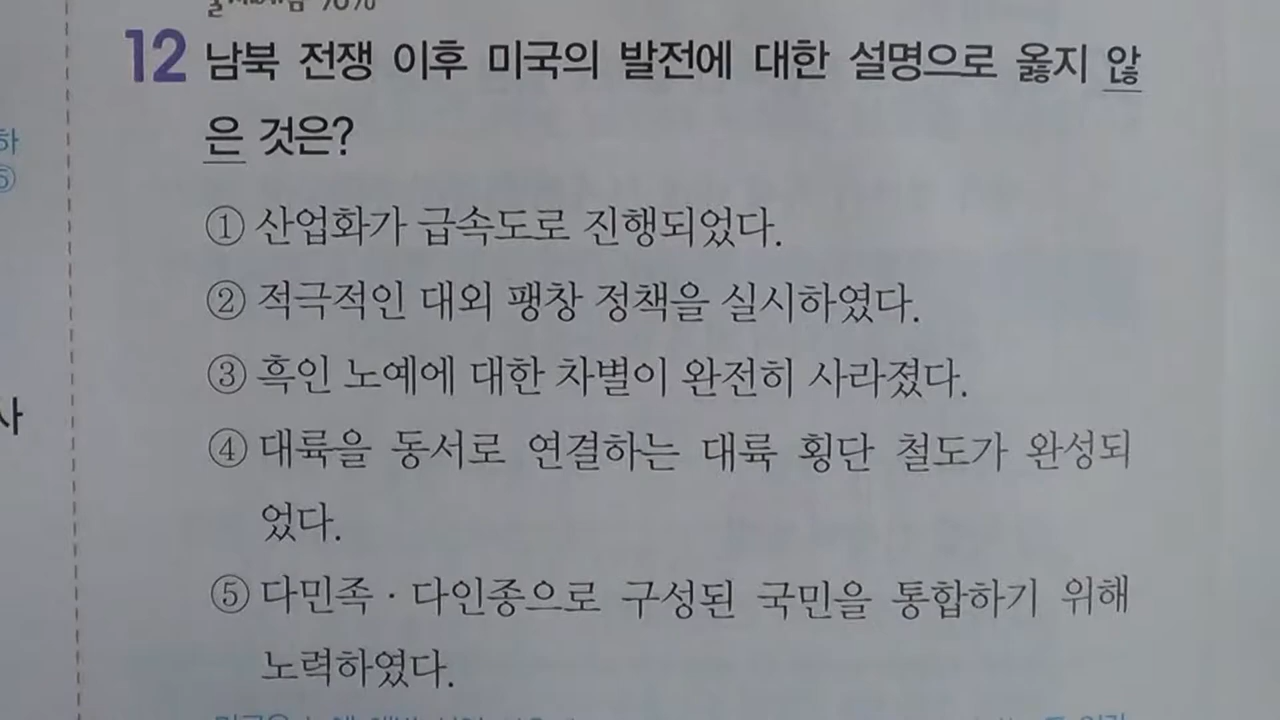 12 남북 전쟁 이후 미국의 발전에 대한 설명으로 옳지 않
은 것은?
① 산업화가 급속도로 진행되었다.
② 적극적인 대외 팽창 정책을 실시하였다.
③ 흑인 노예에 대한 차별이 완전히 사라졌다.
④ 대륙을 동서로 연결하는 대륙 횡단 철도가 완성되
었다.
⑤ 다민족·다인종으로 구성된 국민을 통합하기 위해
노력하였다.
하
⑤
사